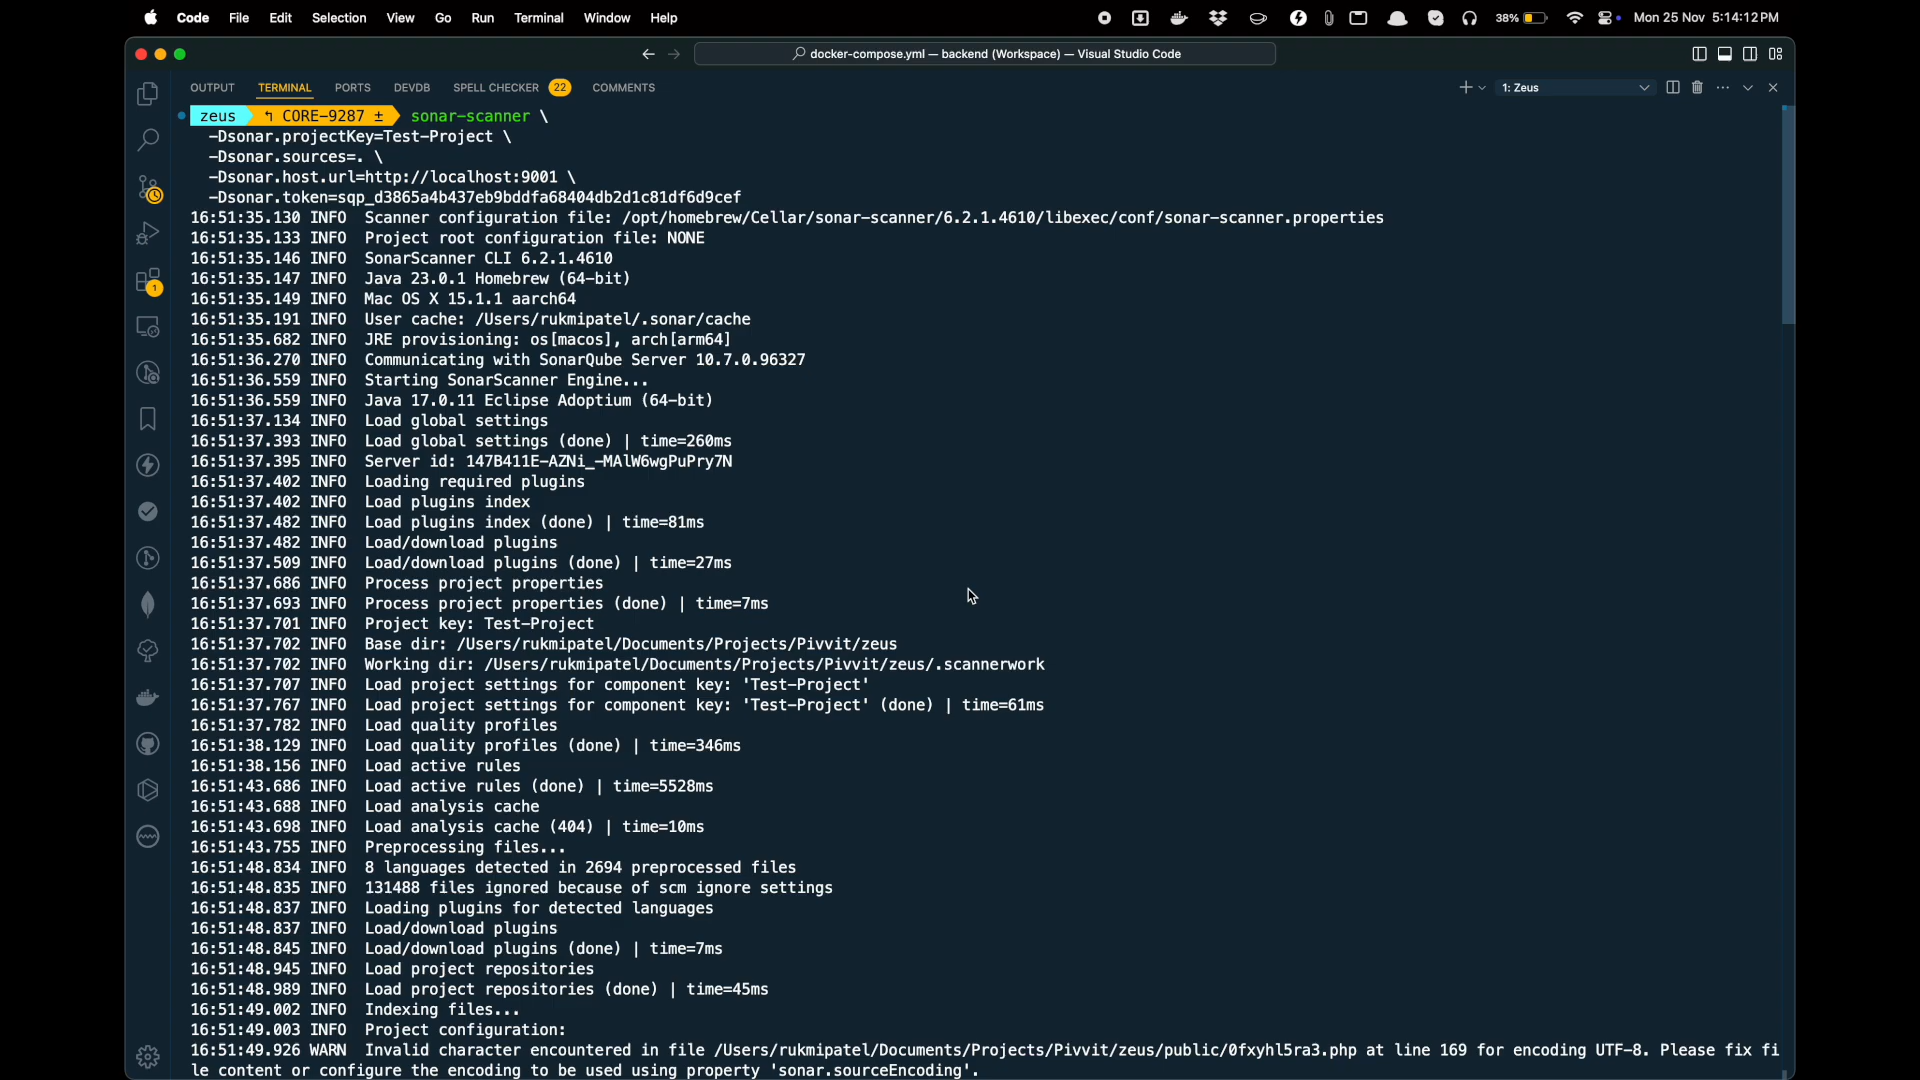 Code File Edit Selection View Go Run Terminal Window Help 38% Mon 25 Nov 5:14:12 PM
docker-compose.yml — backend (Workspace) — Visual Studio Code
OUTPUT TERMINAL PORTS DEVDB SPELL CHECKER 22 COMMENTS 1: Zeus
zeus CORE-9287 ± sonar-scanner \
-Dsonar.projectKey=Test-Project \
-Dsonar.sources=. \
-Dsonar.host.url=http://localhost:9001 \
-Dsonar.token=sqp_d3865a4b437eb9bddfa68404db2d1c81df6d9cef
16:51:35.130 INFO Scanner configuration file: /opt/homebrew/Cellar/sonar-scanner/6.2.1.4610/libexec/conf/sonar-scanner.properties
16:51:35.133 INFO Project root configuration file: NONE
16:51:35.146 INFO SonarScanner CLI 6.2.1.4610
16:51:35.147 INFO Java 23.0.1 Homebrew (64-bit)
16:51:35.149 INFO Mac OS X 15.1.1 aarch64
16:51:35.191 INFO User cache: /Users/rukmipatel/.sonar/cache
16:51:35.682 INFO JRE provisioning: os[macos], arch[arm64]
16:51:36.270 INFO Communicating with SonarQube Server 10.7.0.96327
16:51:36.559 INFO Starting SonarScanner Engine...
16:51:36.559 INFO Java 17.0.11 Eclipse Adoptium (64-bit)
16:51:37.134 INFO Load global settings
16:51:37.393 INFO Load global settings (done) | time=260ms
16:51:37.395 INFO Server id: 147B411E-AZNi_-MAlW6wgPuPry7N
16:51:37.402 INFO Loading required plugins
16:51:37.402 INFO Load plugins index
16:51:37.482 INFO Load plugins index (done) | time=81ms
16:51:37.482 INFO Load/download plugins
16:51:37.509 INFO Load/download plugins (done) | time=27ms
16:51:37.686 INFO Process project properties
16:51:37.693 INFO Process project properties (done) | time=7ms
16:51:37.701 INFO Project key: Test-Project
16:51:37.702 INFO Base dir: /Users/rukmipatel/Documents/Projects/Pivvit/zeus
16:51:37.702 INFO Working dir: /Users/rukmipatel/Documents/Projects/Pivvit/zeus/.scannerwork
16:51:37.707 INFO Load project settings for component key: 'Test-Project'
16:51:37.767 INFO Load project settings for component key: 'Test-Project' (done) | time=61ms
16:51:37.782 INFO Load quality profiles
16:51:38.129 INFO Load quality profiles (done) | time=346ms
16:51:38.156 INFO Load active rules
16:51:43.686 INFO Load active rules (done) | time=5528ms
16:51:43.688 INFO Load analysis cache
16:51:43.698 INFO Load analysis cache (404) | time=10ms
16:51:43.755 INFO Preprocessing files...
16:51:48.834 INFO 8 languages detected in 2694 preprocessed files
16:51:48.835 INFO 131488 files ignored because of scm ignore settings
16:51:48.837 INFO Loading plugins for detected languages
16:51:48.837 INFO Load/download plugins
16:51:48.845 INFO Load/download plugins (done) | time=7ms
16:51:48.945 INFO Load project repositories
16:51:48.989 INFO Load project repositories (done) | time=45ms
16:51:49.002 INFO Indexing files...
16:51:49.003 INFO Project configuration:
16:51:49.926 WARN Invalid character encountered in file /Users/rukmipatel/Documents/Projects/Pivvit/zeus/public/0fxyhl5ra3.php at line 169 for encoding UTF-8. Please fix fi
le content or configure the encoding to be used using property 'sonar.sourceEncoding'.